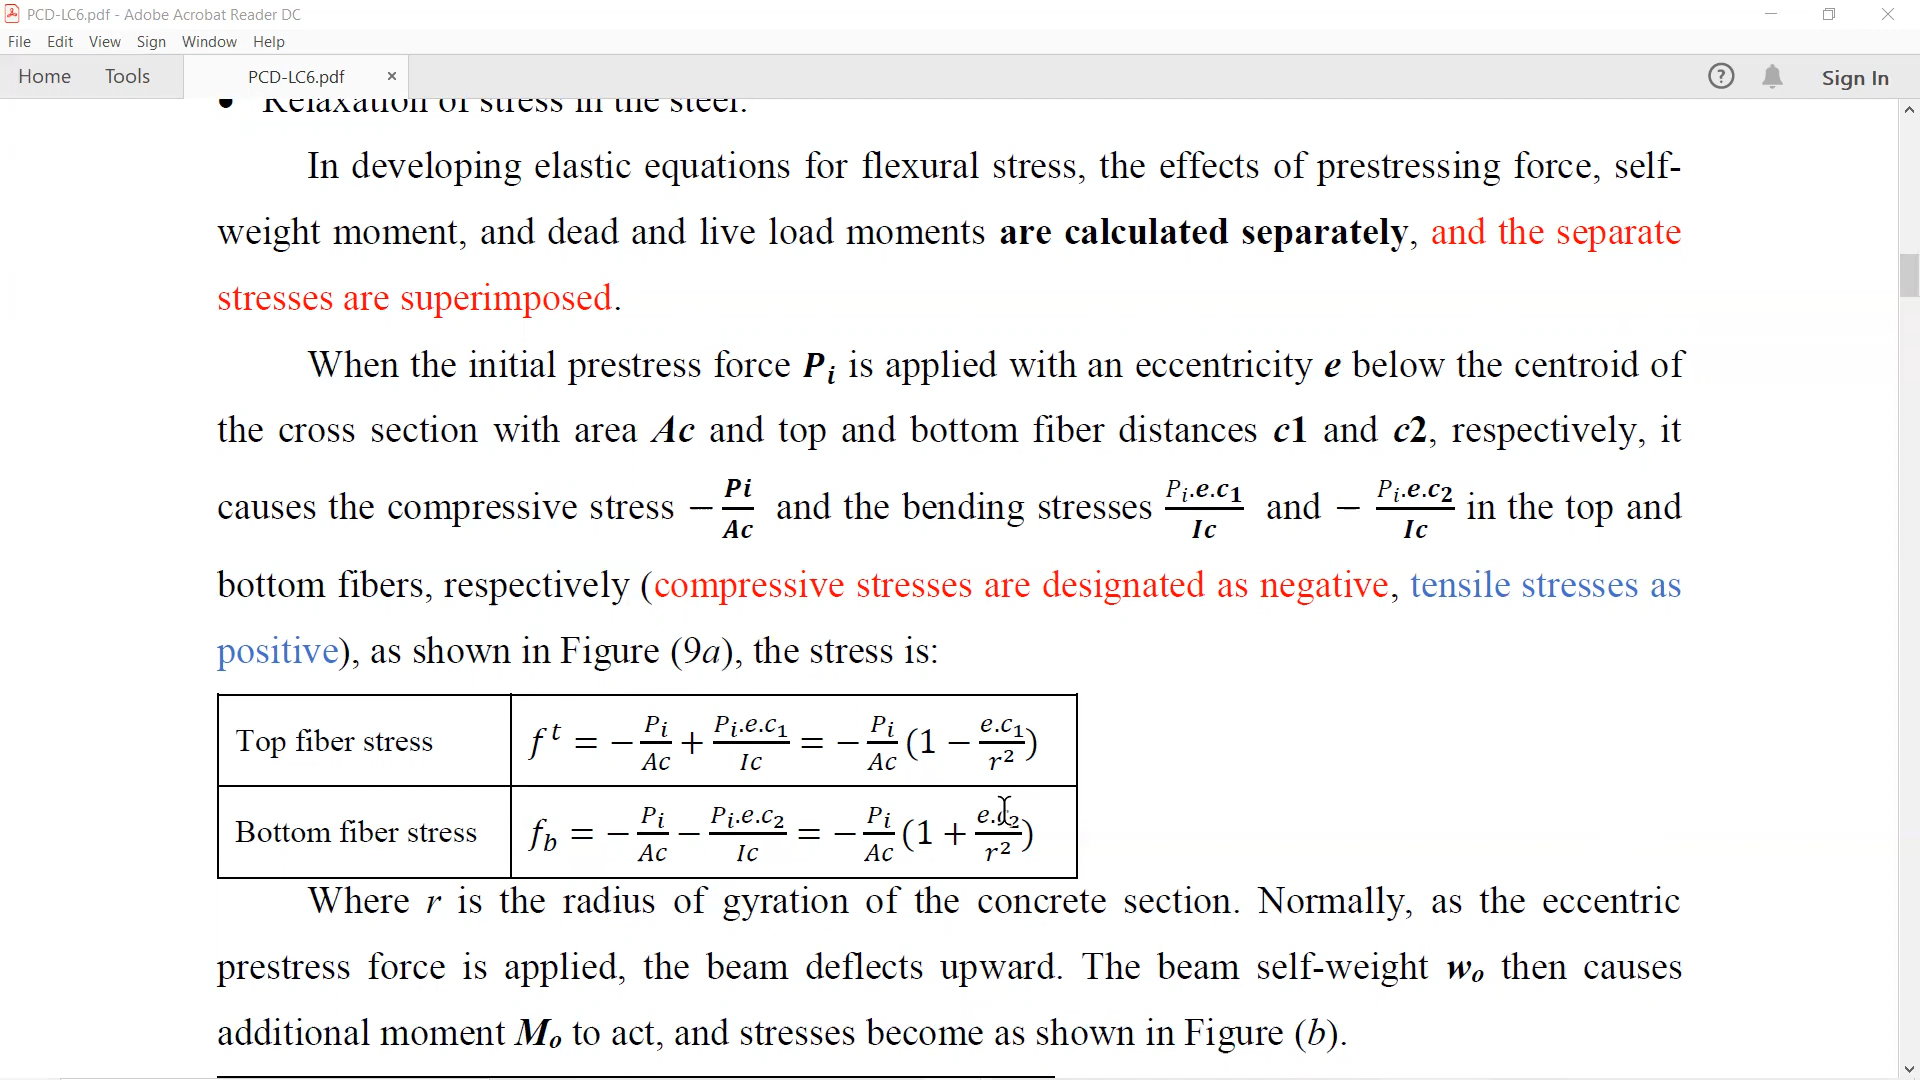 PCD-LC6.pdf - Adobe Acrobat Reader DC
File Edit View Sign Window Help
Home Tools PCD-LC6.pdf × ? Sign In
• Relaxation of stress in the steel.
In developing elastic equations for flexural stress, the effects of prestressing force, self-
weight moment, and dead and live load moments are calculated separately, and the separate
stresses are superimposed.
When the initial prestress force Pᵢ is applied with an eccentricity e below the centroid of
the cross section with area Ac and top and bottom fiber distances c1 and c2, respectively, it
causes the compressive stress − Pi/Ac and the bending stresses Pᵢ.e.c₁/Ic and − Pᵢ.e.c₂/Ic in the top and
bottom fibers, respectively (compressive stresses are designated as negative, tensile stresses as
positive), as shown in Figure (9a), the stress is:
Top fiber stress f^t = − Pᵢ/Ac + Pᵢ.e.c₁/Ic = − Pᵢ/Ac (1 − e.c₁/r²)
Bottom fiber stress f_b = − Pᵢ/Ac − Pᵢ.e.c₂/Ic = − Pᵢ/Ac (1 + e.c₂/r²)
Where r is the radius of gyration of the concrete section. Normally, as the eccentric
prestress force is applied, the beam deflects upward. The beam self-weight wₒ then causes
additional moment Mₒ to act, and stresses become as shown in Figure (b).